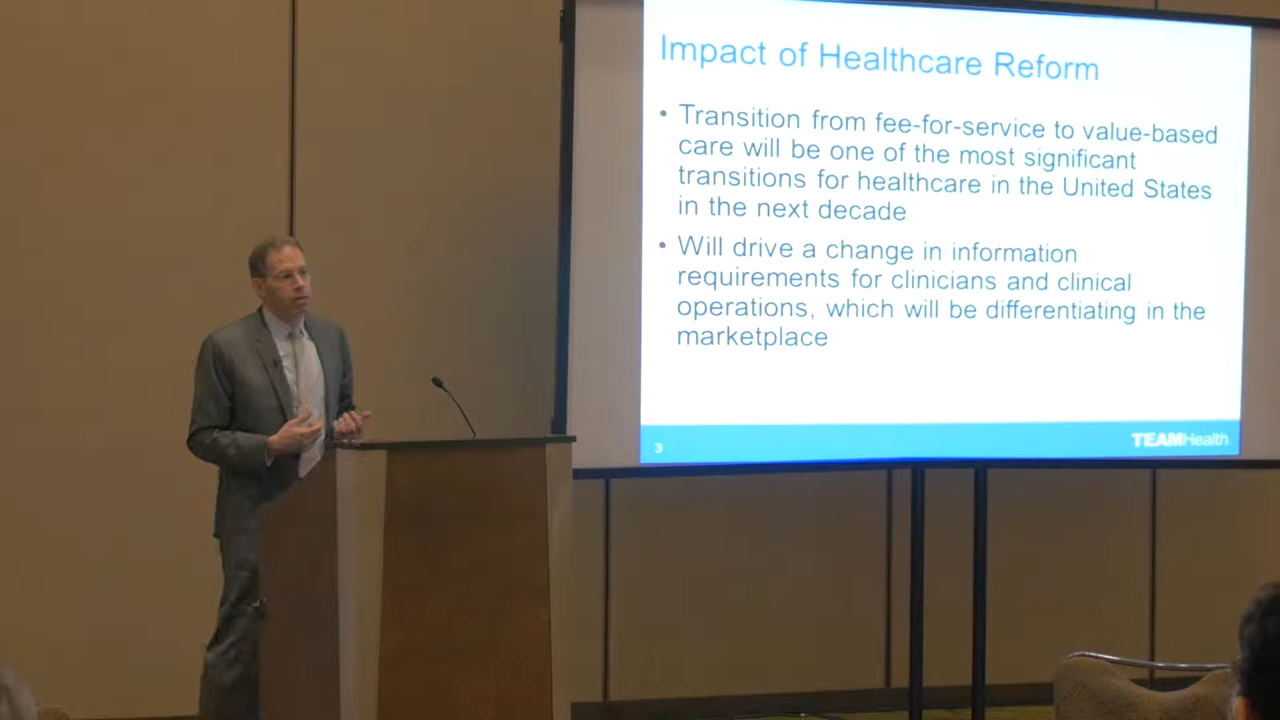 Impact of Healthcare Reform
• Transition from fee-for-service to value-based
care will be one of the most significant
transitions for healthcare in the United States
in the next decade
• Will drive a change in information
requirements for clinicians and clinical
operations, which will be differentiating in the
marketplace
3
TEAMHealth